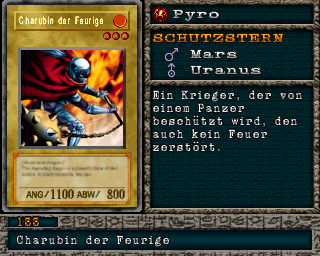 Charubin der Feurige
ANG/ 1100 ABW/ 800
Pyro
SCHUTZSTERN
Mars
Uranus
Ein Krieger, der von
einem Panzer
beschützt wird, den
auch kein Feuer
zerstört.
133
Charubin der Feurige